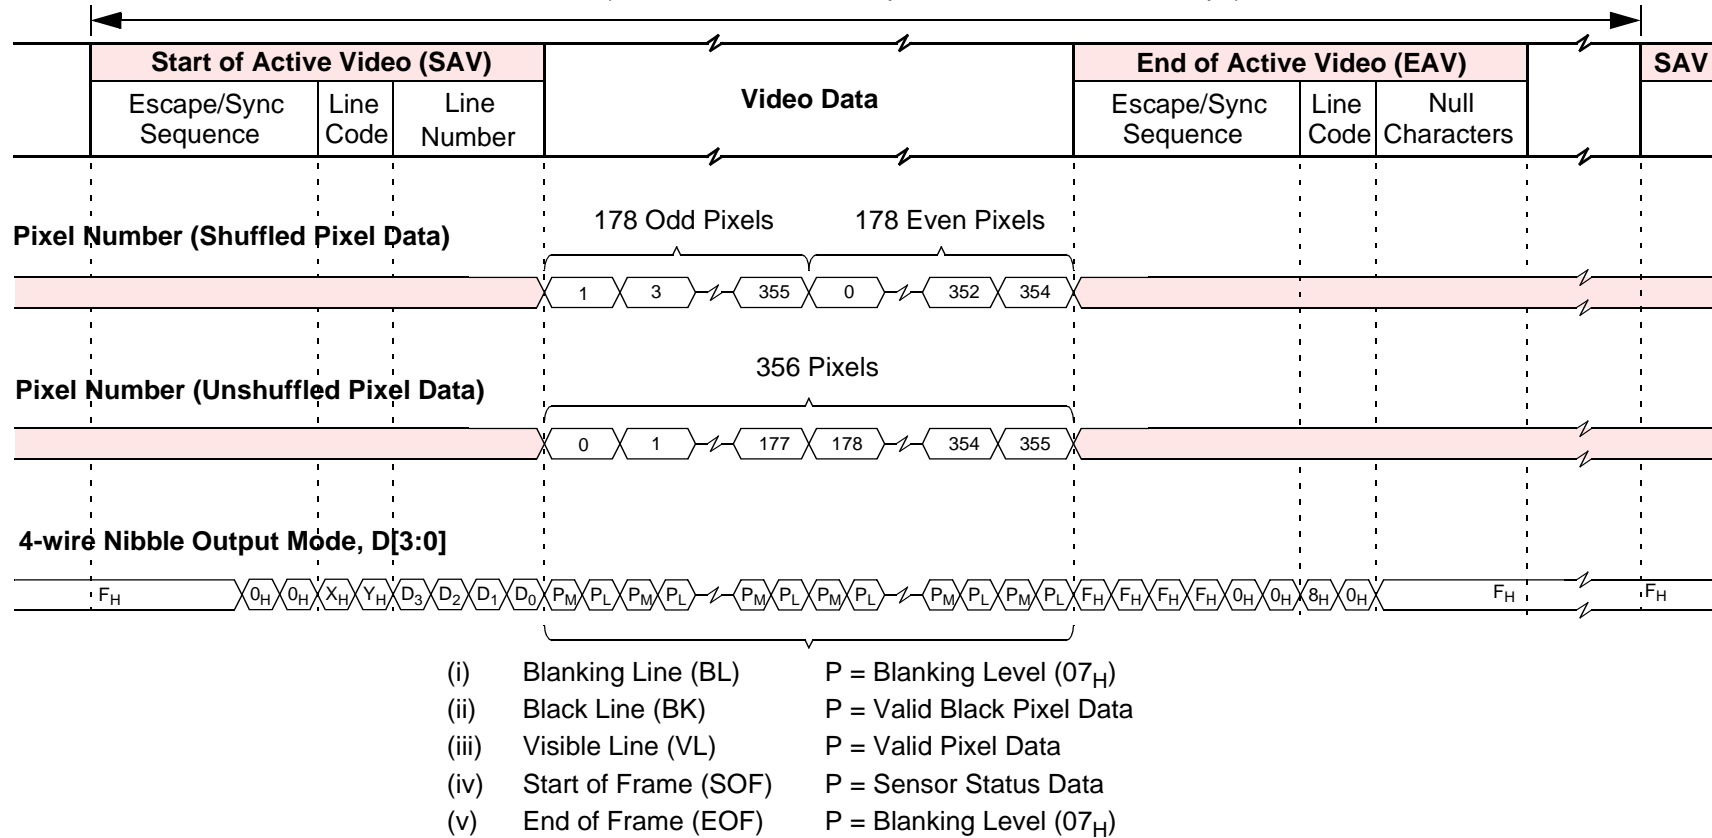 Start of Active Video (SAV)
End of Active Video (EAV)
SAV
Escape/Sync Sequence
Line Code
Line Number
Video Data
Escape/Sync Sequence
Line Code
Null Characters
178 Odd Pixels
178 Even Pixels
Pixel Number (Shuffled Pixel Data)
1 3 355 0 352 354
356 Pixels
Pixel Number (Unshuffled Pixel Data)
0 1 177 178 354 355
4-wire Nibble Output Mode, D[3:0]
FH 0H 0H XH YH D3 D2 D1 D0 PM PL PM PL PM PL PM PL PM PL PM PL FH FH FH FH 0H 0H 8H 0H FH FH
(i) Blanking Line (BL) P = Blanking Level (07H)
(ii) Black Line (BK) P = Valid Black Pixel Data
(iii) Visible Line (VL) P = Valid Pixel Data
(iv) Start of Frame (SOF) P = Sensor Status Data
(v) End of Frame (EOF) P = Blanking Level (07H)